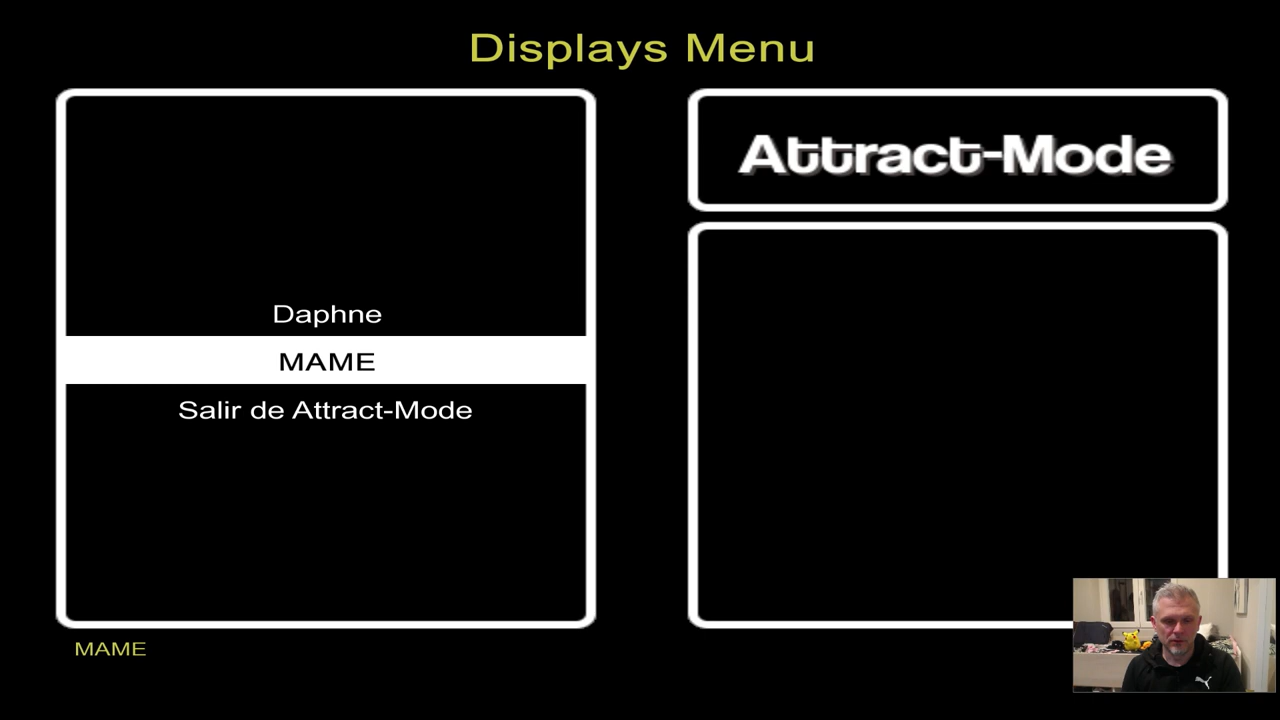 Displays Menu
Attract-Mode
Daphne
MAME
Salir de Attract-Mode
MAME